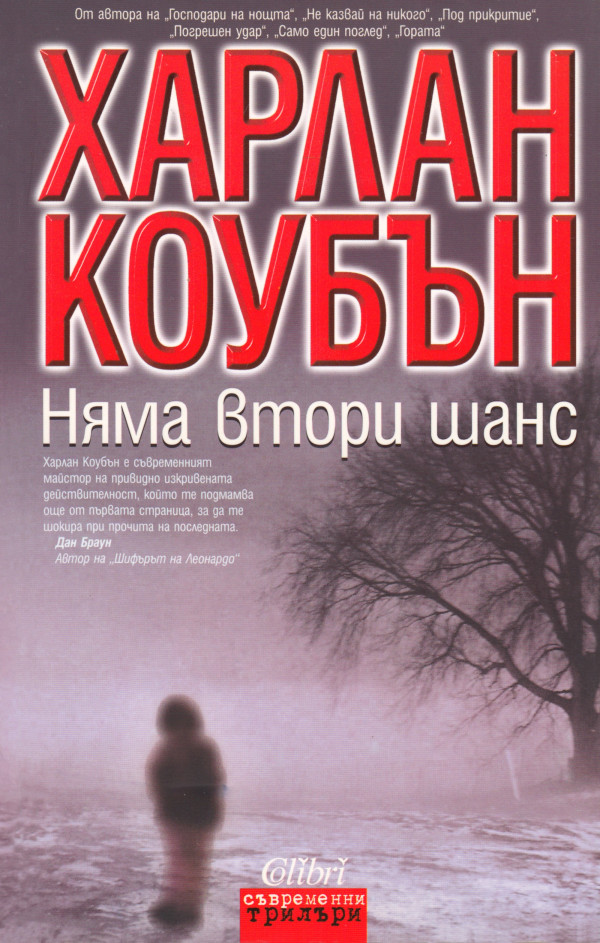 От автора на „Господари на нощта“, „Не казвай на никого“, „Под прикритие“,
„Погрешен удар“, „Само един поглед“, „Гората“
ХАРЛАН
КОУБЪН
Няма втори шанс
Харлан Коубън е съвременният
майстор на привидно изкривената
действителност, който те подмамва
още от първата страница, за да те
шокира при прочита на последната.
Дан Браун
Автор на „Шифърът на Леонардо“
Colibri
съвременни
трилъри